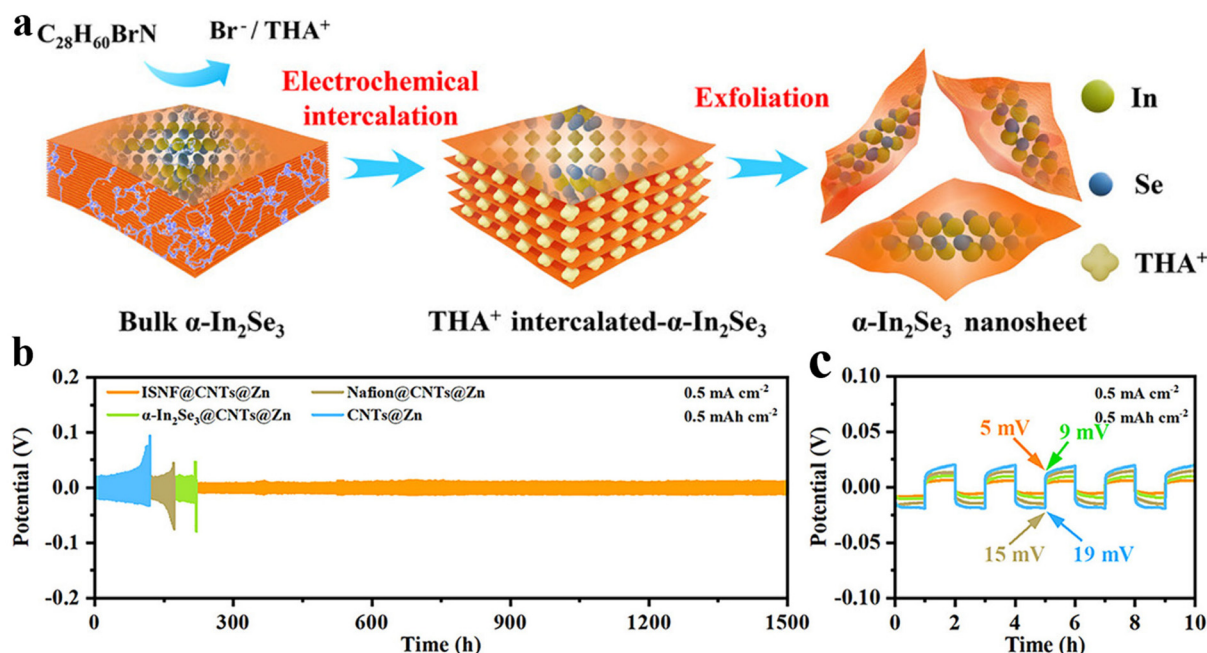 a
C₂₈H₆₀BrN
Br⁻ / THA⁺
Electrochemical
intercalation
Exfoliation
In
Se
THA⁺
Bulk α-In₂Se₃
THA⁺ intercalated-α-In₂Se₃
α-In₂Se₃ nanosheet
b
Potential (V)
0.2
0.1
0.0
-0.1
-0.2
ISNF@CNTs@Zn
Nafion@CNTs@Zn
α-In₂Se₃@CNTs@Zn
CNTs@Zn
0.5 mA cm⁻²
0.5 mAh cm⁻²
0 300 600 900 1200 1500
Time (h)
c
Potential (V)
0.10
0.05
0.00
-0.05
-0.10
0.5 mA cm⁻²
0.5 mAh cm⁻²
5 mV
9 mV
15 mV
19 mV
0 2 4 6 8 10
Time (h)